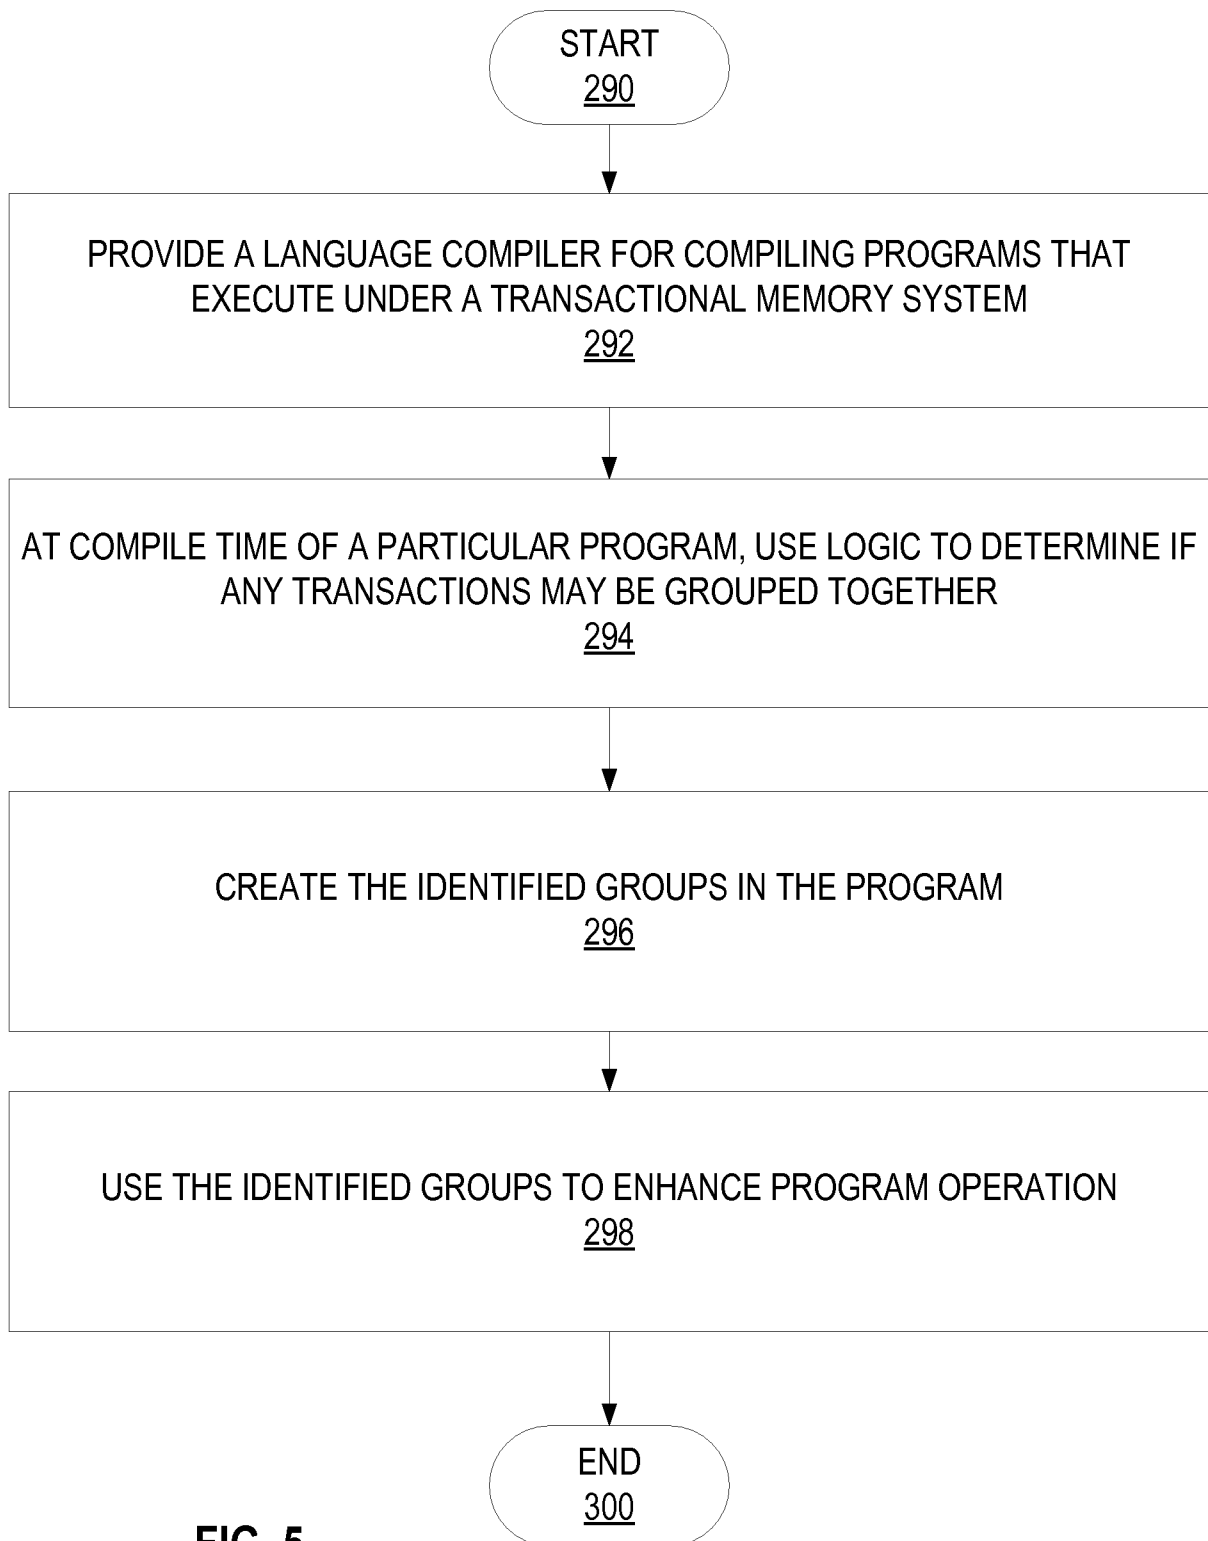 START
290
PROVIDE A LANGUAGE COMPILER FOR COMPILING PROGRAMS THAT
EXECUTE UNDER A TRANSACTIONAL MEMORY SYSTEM
292
AT COMPILE TIME OF A PARTICULAR PROGRAM, USE LOGIC TO DETERMINE IF
ANY TRANSACTIONS MAY BE GROUPED TOGETHER
294
CREATE THE IDENTIFIED GROUPS IN THE PROGRAM
296
USE THE IDENTIFIED GROUPS TO ENHANCE PROGRAM OPERATION
298
END
300
FIG. 5